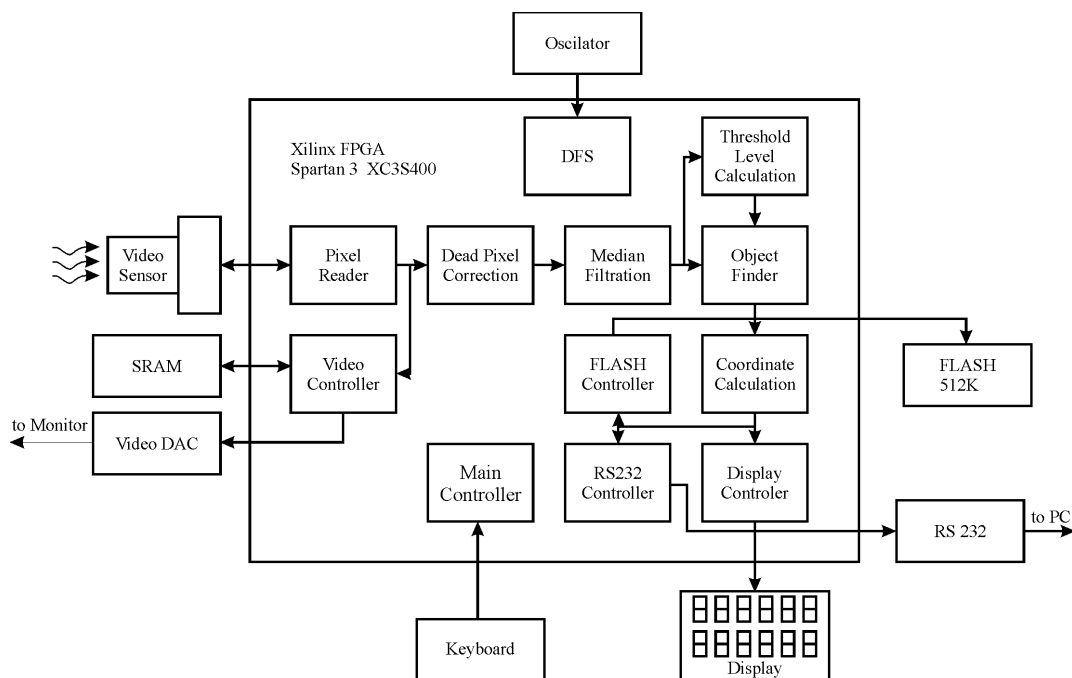 Oscilator
Xilinx FPGA
Spartan 3 XC3S400
DFS
Threshold
Level
Calculation
Video
Sensor
Pixel
Reader
Dead Pixel
Correction
Median
Filtration
Object
Finder
SRAM
Video
Controller
FLASH
Controller
Coordinate
Calculation
FLASH
512K
to Monitor
Video DAC
Main
Controller
RS232
Controller
Display
Controler
RS 232
to PC
Keyboard
Display